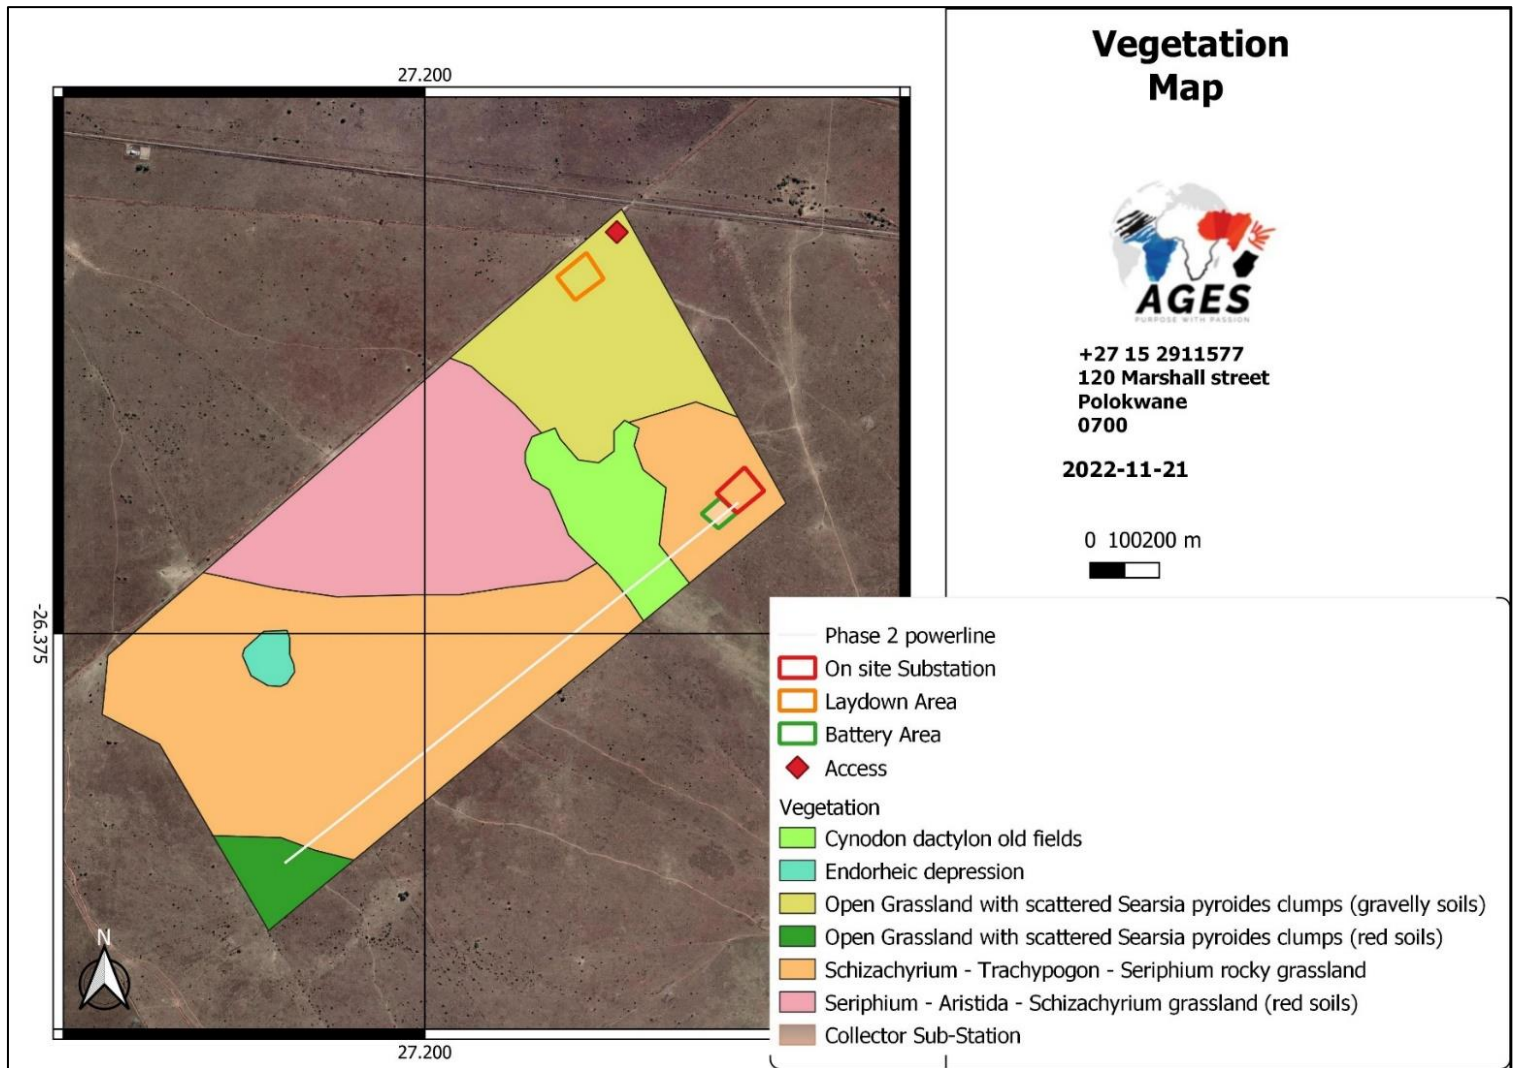 Vegetation
Map
27.200
-26.375
N
27.200
AGES
PURPOSE WITH PASSION
+27 15 2911577
120 Marshall street
Polokwane
0700
2022-11-21
0 100200 m
Phase 2 powerline
On site Substation
Laydown Area
Battery Area
Access
Vegetation
Cynodon dactylon old fields
Endorheic depression
Open Grassland with scattered Searsia pyroides clumps (gravelly soils)
Open Grassland with scattered Searsia pyroides clumps (red soils)
Schizachyrium - Trachypogon - Seriphium rocky grassland
Seriphium - Aristida - Schizachyrium grassland (red soils)
Collector Sub-Station